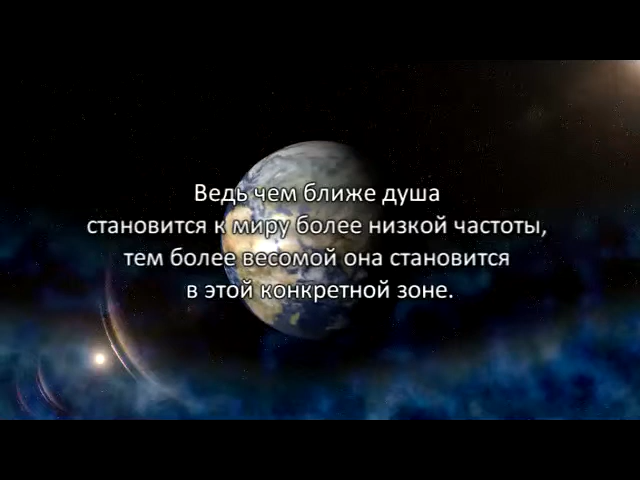 Ведь чем ближе душа
становится к миру более низкой частоты,
тем более весомой она становится
в этой конкретной зоне.